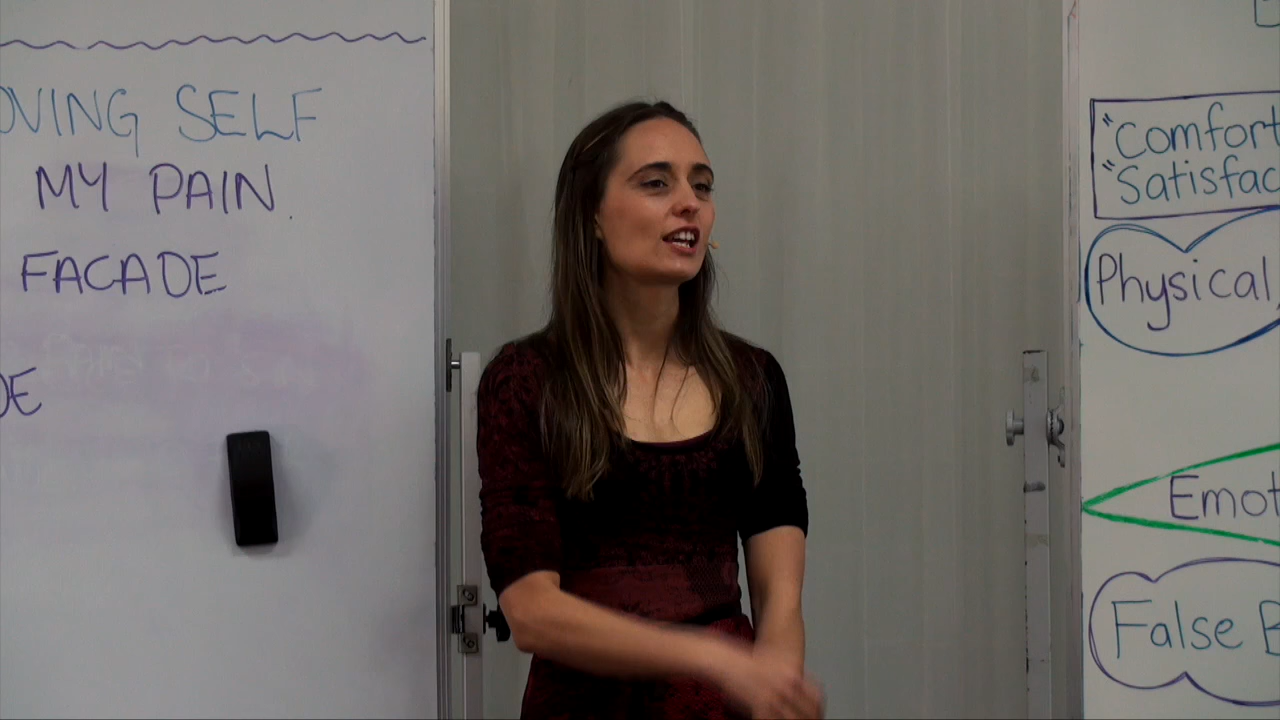 OVING SELF
MY PAIN.
FACADE
DE
"Comfort
"Satisfac
Physical,
Emot
False B